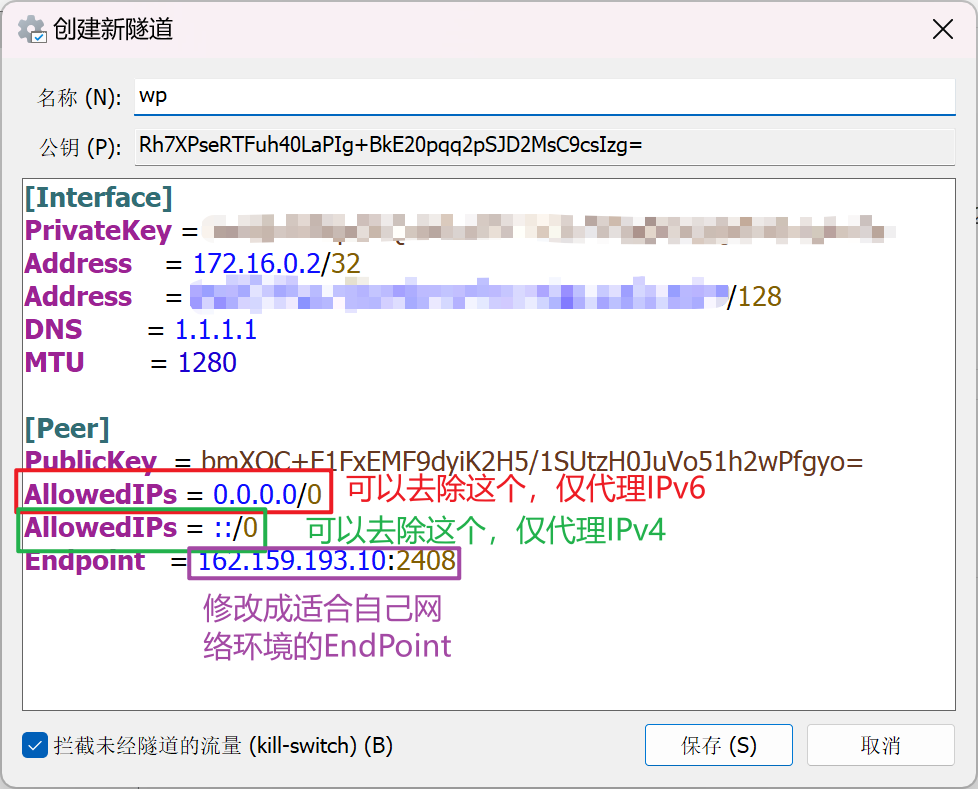 创建新隧道
名称 (N): wp
公钥 (P): Rh7XPseRTFuh40LaPIg+BkE20pqq2pSJD2MsC9csIzg=
[Interface]
PrivateKey =
Address = 172.16.0.2/32
Address = /128
DNS = 1.1.1.1
MTU = 1280
[Peer]
PublicKey = bmXOC+F1FxEMF9dyiK2H5/1SUtzH0JuVo51h2wPfgyo=
AllowedIPs = 0.0.0.0/0 可以去除这个，仅代理IPv6
AllowedIPs = ::/0 可以去除这个，仅代理IPv4
Endpoint = 162.159.193.10:2408
修改成适合自己网
络环境的EndPoint
拦截未经隧道的流量 (kill-switch) (B)
保存 (S)
取消